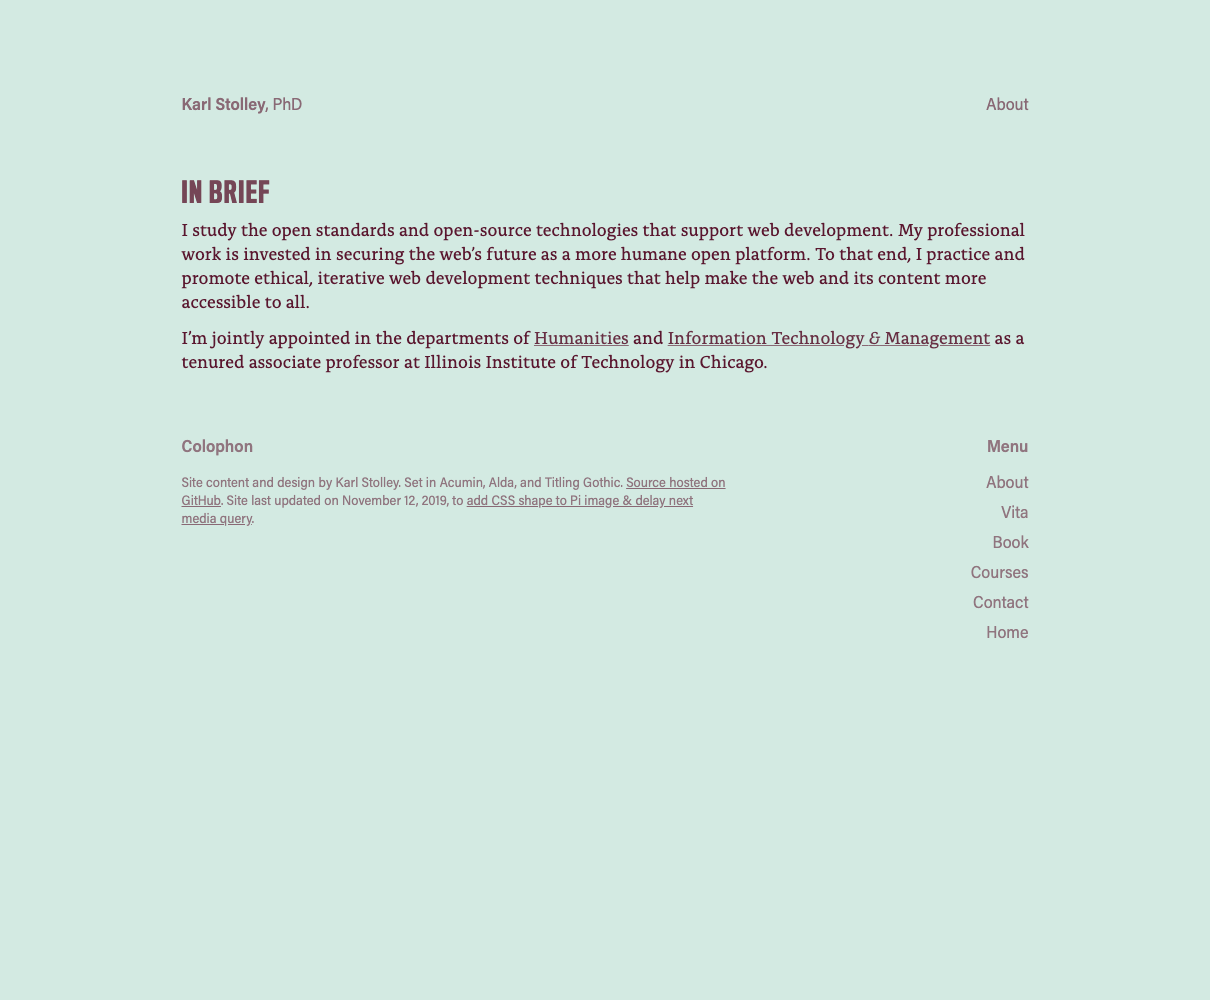 Karl Stolley, PhD
About
IN BRIEF
I study the open standards and open-source technologies that support web development. My professional
work is invested in securing the web’s future as a more humane open platform. To that end, I practice and
promote ethical, iterative web development techniques that help make the web and its content more
accessible to all.
I’m jointly appointed in the departments of Humanities and Information Technology & Management as a
tenured associate professor at Illinois Institute of Technology in Chicago.
Colophon
Site content and design by Karl Stolley. Set in Acumin, Alda, and Titling Gothic. Source hosted on
GitHub. Site last updated on November 12, 2019, to add CSS shape to Pi image & delay next
media query.
Menu
About
Vita
Book
Courses
Contact
Home